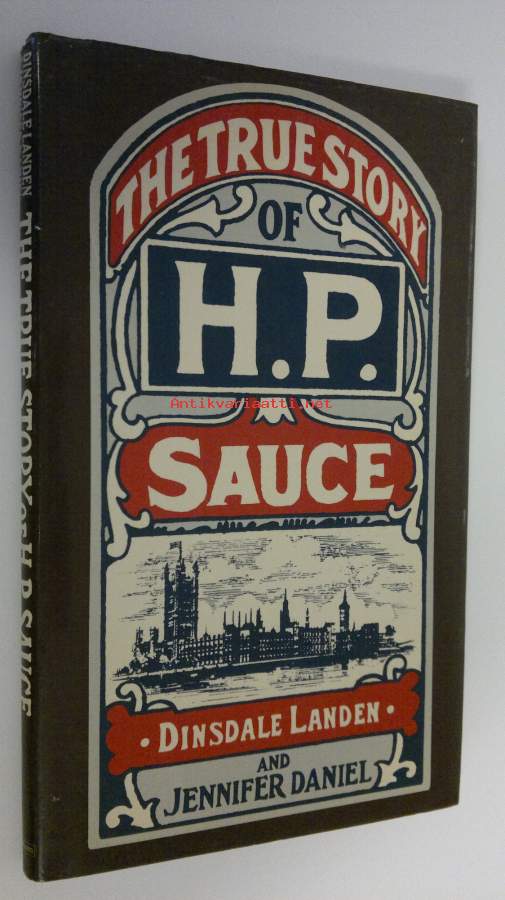 THE TRUE STORY
OF
H.P.
SAUCE
· DINSDALE LANDEN ·
AND
JENNIFER DANIEL
DINSDALE LANDEN THE TRUE STORY OF H.P. SAUCE
Antikvariaatti.net